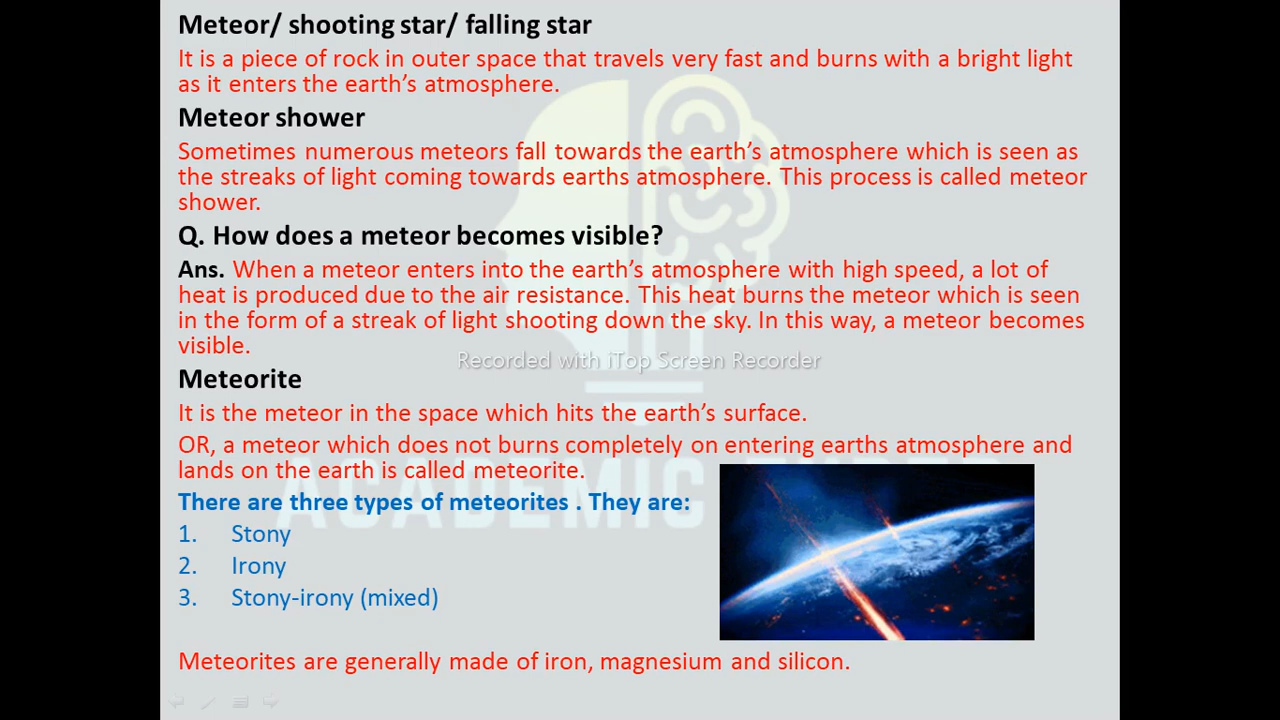 Meteor/ shooting star/ falling star
It is a piece of rock in outer space that travels very fast and burns with a bright light
as it enters the earth's atmosphere.
Meteor shower
Sometimes numerous meteors fall towards the earth's atmosphere which is seen as
the streaks of light coming towards earths atmosphere. This process is called meteor
shower.
Q. How does a meteor becomes visible?
Ans. When a meteor enters into the earth's atmosphere with high speed, a lot of
heat is produced due to the air resistance. This heat burns the meteor which is seen
in the form of a streak of light shooting down the sky. In this way, a meteor becomes
visible.
Recorded with iTop Screen Recorder
Meteorite
It is the meteor in the space which hits the earth's surface.
OR, a meteor which does not burns completely on entering earths atmosphere and
lands on the earth is called meteorite.
ACADEMIC
There are three types of meteorites . They are:
1. Stony
2. Irony
3. Stony-irony (mixed)
Meteorites are generally made of iron, magnesium and silicon.